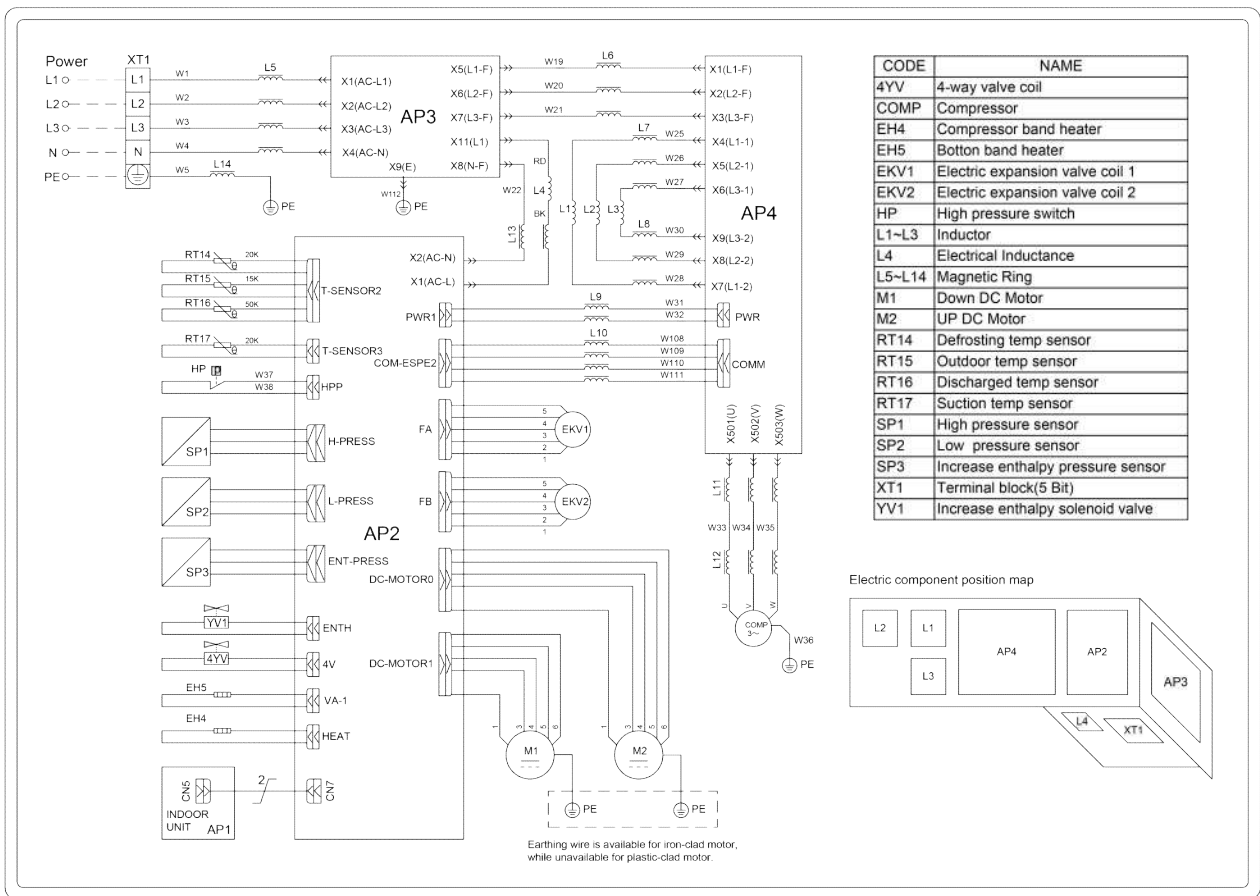 Power
XT1
L1
L1
W1
L5
X1(AC-L1)
L2
L2
W2
X2(AC-L2)
L3
L3
W3
X3(AC-L3)
N
N
W4
X4(AC-N)
PE
W5
L14
PE
AP3
X5(L1-F)
X6(L2-F)
X7(L3-F)
X11(L1)
X8(N-F)
X9(E)
W112
PE
W19
L6
W20
W21
RD
L4
BK
W22
L13
L1
L2
L3
L7
W25
W26
W27
L8
W30
W29
W28
X1(L1-F)
X2(L2-F)
X3(L3-F)
X4(L1-1)
X5(L2-1)
X6(L3-1)
AP4
X9(L3-2)
X8(L2-2)
X7(L1-2)
PWR
COMM
X501(U)
X502(V)
X503(W)
L9
W31
W32
L10
W108
W109
W110
W111
L11
W33
W34
W35
L12
U
V
W
COMP
3~
W36
PE
RT14
20K
θ
RT15
15K
θ
RT16
50K
θ
T-SENSOR2
RT17
20K
θ
T-SENSOR3
HP
P
W37
W38
HPP
SP1
H-PRESS
SP2
L-PRESS
SP3
ENT-PRESS
YV1
ENTH
4YV
4V
EH5
VA-1
EH4
HEAT
CN5
INDOOR
UNIT
AP1
2
CN7
AP2
X2(AC-N)
X1(AC-L)
PWR1
COM-ESPE2
FA
5
4
3
2
1
EKV1
FB
5
4
3
2
1
EKV2
DC-MOTOR0
DC-MOTOR1
1
3
4
5
6
M1
1
3
4
5
6
M2
PE
PE
Earthing wire is available for iron-clad motor,
while unavailable for plastic-clad motor.
CODE NAME
4YV 4-way valve coil
COMP Compressor
EH4 Compressor band heater
EH5 Botton band heater
EKV1 Electric expansion valve coil 1
EKV2 Electric expansion valve coil 2
HP High pressure switch
L1~L3 Inductor
L4 Electrical Inductance
L5~L14 Magnetic Ring
M1 Down DC Motor
M2 UP DC Motor
RT14 Defrosting temp sensor
RT15 Outdoor temp sensor
RT16 Discharged temp sensor
RT17 Suction temp sensor
SP1 High pressure sensor
SP2 Low pressure sensor
SP3 Increase enthalpy pressure sensor
XT1 Terminal block(5 Bit)
YV1 Increase enthalpy solenoid valve
Electric component position map
L2
L1
L3
AP4
AP2
AP3
L4
XT1